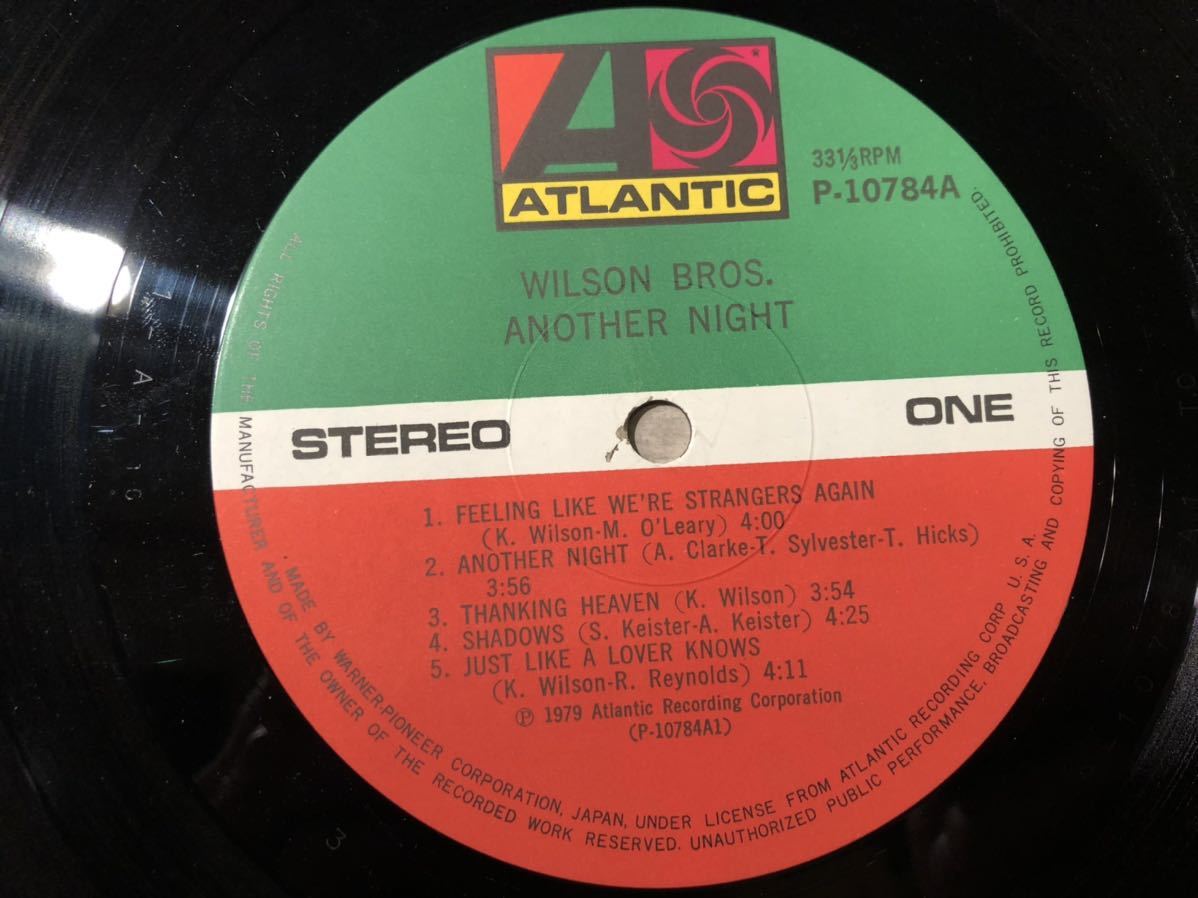 ATLANTIC
33⅓RPM
P-10784A
WILSON BROS.
ANOTHER NIGHT
STEREO
ONE
1. FEELING LIKE WE'RE STRANGERS AGAIN
(K. Wilson-M. O'Leary) 4:00
2. ANOTHER NIGHT (A. Clarke-T. Sylvester-T. Hicks)
3:56
3. THANKING HEAVEN (K. Wilson) 3:54
4. SHADOWS (S. Keister-A. Keister) 4:25
5. JUST LIKE A LOVER KNOWS
(K. Wilson-R. Reynolds) 4:11
℗ 1979 Atlantic Recording Corporation
(P-10784A1)
MADE BY WARNER-PIONEER CORPORATION, JAPAN, UNDER LICENSE FROM ATLANTIC RECORDING CORP U. S. A.
ALL RIGHTS OF THE MANUFACTURER AND OF THE OWNER OF THE RECORDED WORK RESERVED. UNAUTHORIZED PUBLIC PERFORMANCE, BROADCASTING AND COPYING OF THIS RECORD PROHIBITED.
3